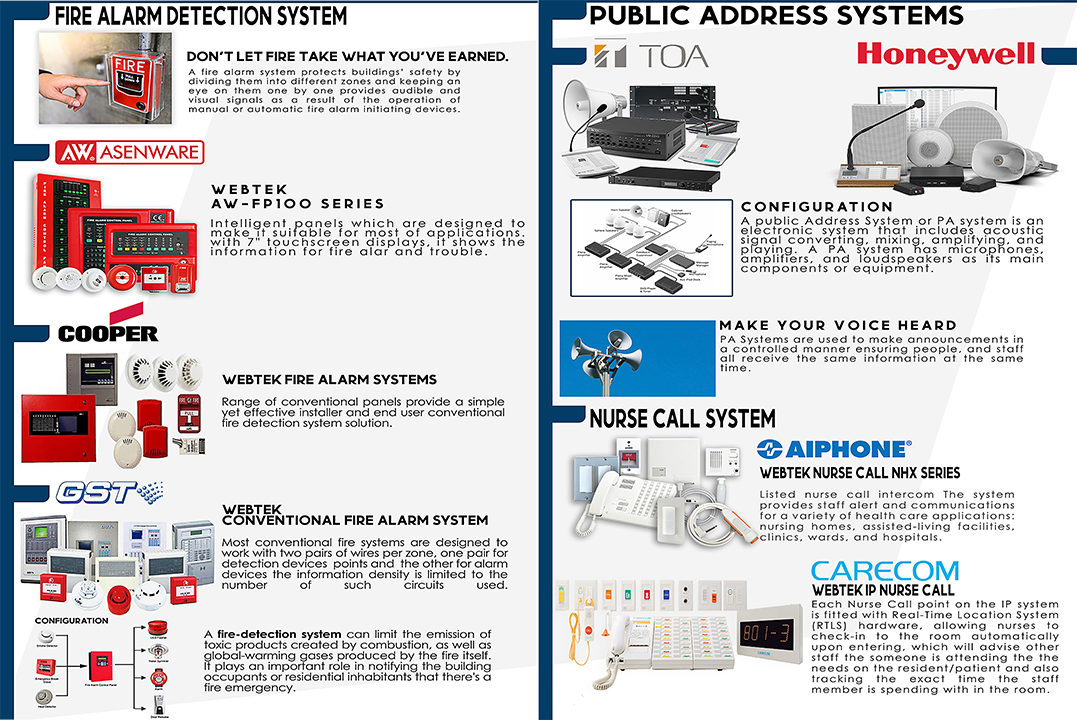 FIRE ALARM DETECTION SYSTEM
FIRE
DON'T LET FIRE TAKE WHAT YOU'VE EARNED.
A fire alarm system protects buildings' safety by
dividing them into different zones and keeping an
eye on them one by one provides audible and
visual signals as a result of the operation of
manual or automatic fire alarm initiating devices.
AW® ASENWARE
FIRE ALARM CONTROL PANEL
WEBTEK
AW-FP100 SERIES
Intelligent panels which are designed to
make it suitable for most of applications.
with 7" touchscreen displays, it shows the
information for fire alar and trouble.
COOPER
WEBTEK FIRE ALARM SYSTEMS
Range of conventional panels provide a simple
yet effective installer and end user conventional
fire detection system solution.
GST
WEBTEK
CONVENTIONAL FIRE ALARM SYSTEM
Most conventional fire systems are designed to
work with two pairs of wires per zone, one pair for
detection devices points and the other for alarm
devices the information density is limited to the
number of such circuits used.
CONFIGURATION
Smoke Detector
Fire Alarm Control Panel
Heat Detector
Alarm
Door Release
A fire-detection system can limit the emission of
toxic products created by combustion, as well as
global-warming gases produced by the fire itself.
It plays an important role in notifying the building
occupants or residential inhabitants that there's a
fire emergency.
PUBLIC ADDRESS SYSTEMS
TOA
Honeywell
CONFIGURATION
A public Address System or PA system is an
electronic system that includes acoustic
signal converting, mixing, amplifying, and
playing. A PA system has microphones,
amplifiers, and loudspeakers as its main
components or equipment.
MAKE YOUR VOICE HEARD
PA Systems are used to make announcements in
a controlled manner ensuring people, and staff
all receive the same information at the same
time.
NURSE CALL SYSTEM
AIPHONE®
WEBTEK NURSE CALL NHX SERIES
Listed nurse call intercom The system
provides staff alert and communications
for a variety of health care applications:
nursing homes, assisted-living facilities,
clinics, wards, and hospitals.
CARECOM
WEBTEK IP NURSE CALL
Each Nurse Call point on the IP system
is fitted with Real-Time Location System
(RTLS) hardware, allowing nurses to
check-in to the room automatically
upon entering, which will advise other
staff the someone is attending the the
needs on the resident/patient and also
tracking the exact time the staff
member is spending with in the room.
801-3
CARECOM